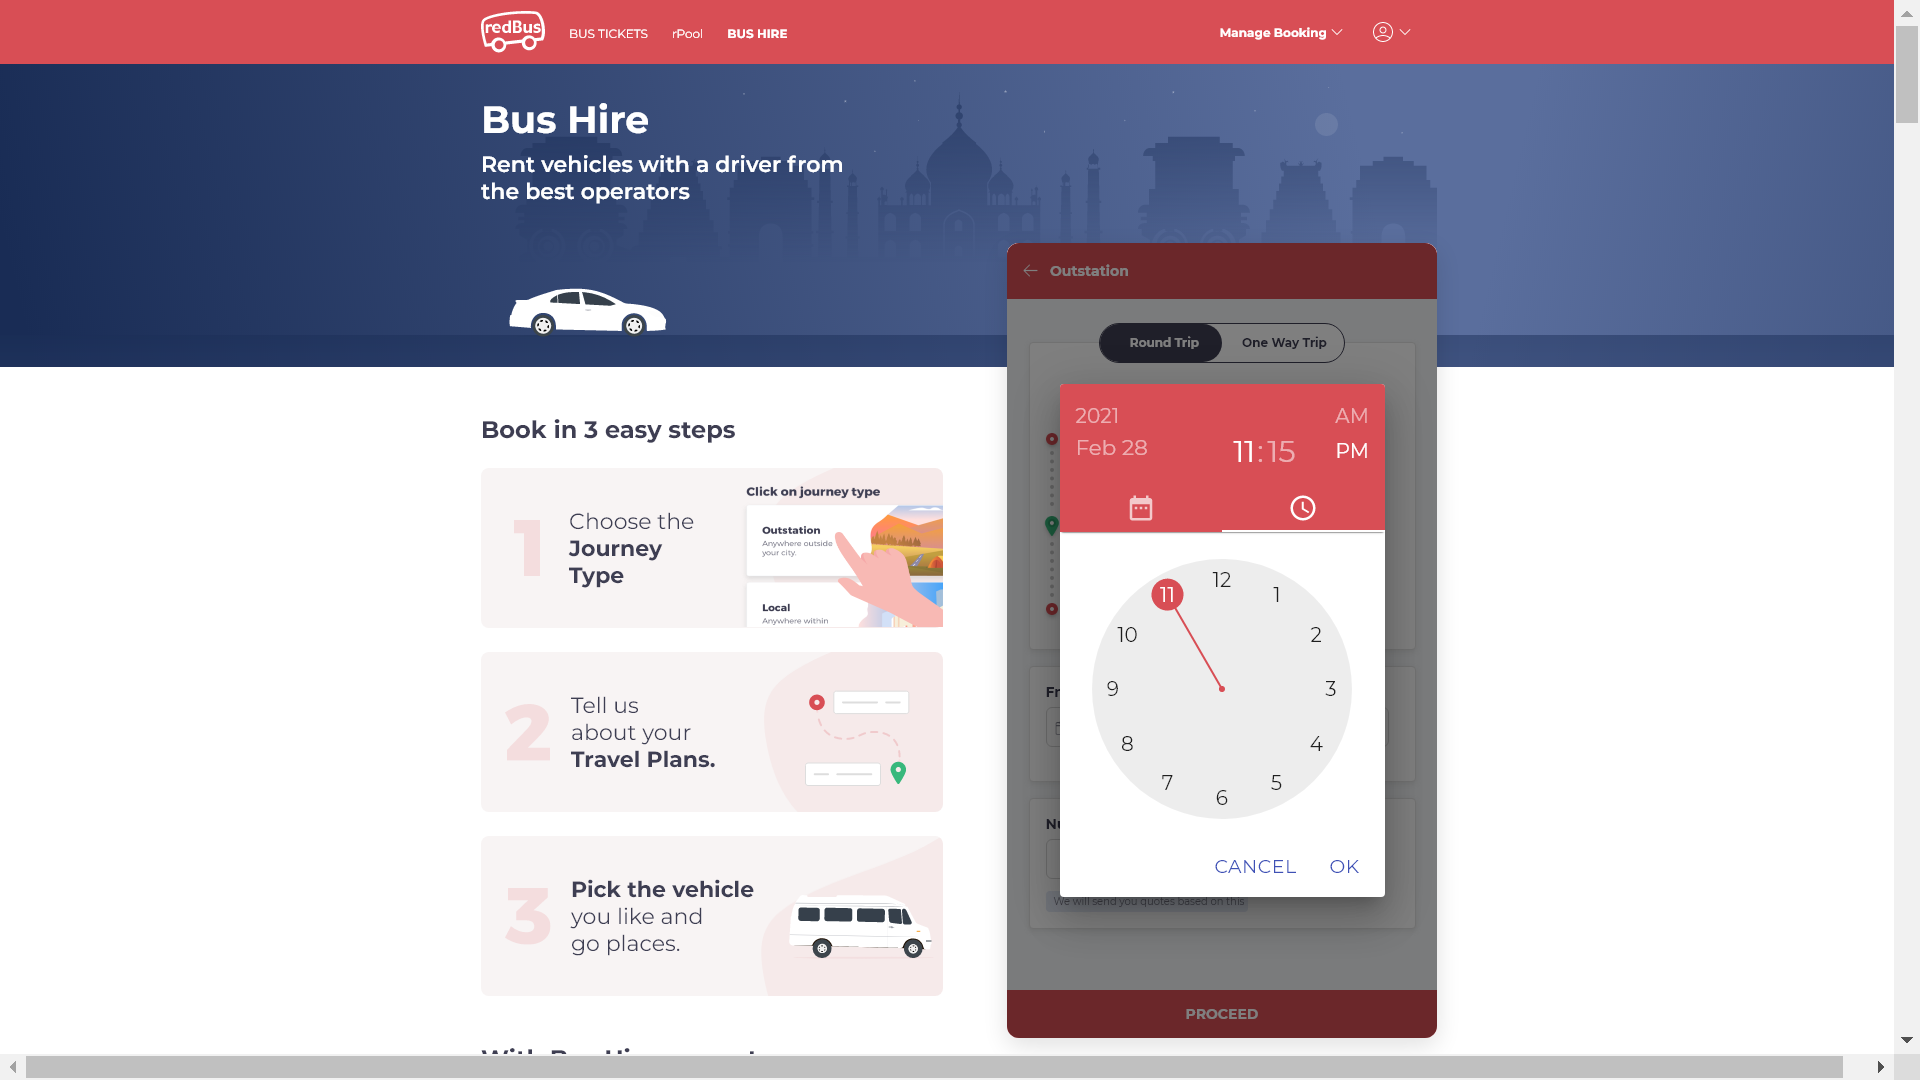 redBus
BUS TICKETS
rPool
BUS HIRE
Manage Booking
Bus Hire
Rent vehicles with a driver from
the best operators
Outstation
Round Trip
One Way Trip
2021
Feb 28
11:15
AM
PM
12
1
2
3
4
5
6
7
8
9
10
11
CANCEL
OK
We will send you quotes based on this
PROCEED
Book in 3 easy steps
1
Choose the
Journey
Type
Click on journey type
Outstation
Anywhere outside
your city.
Local
Anywhere within
2
Tell us
about your
Travel Plans.
3
Pick the vehicle
you like and
go places.